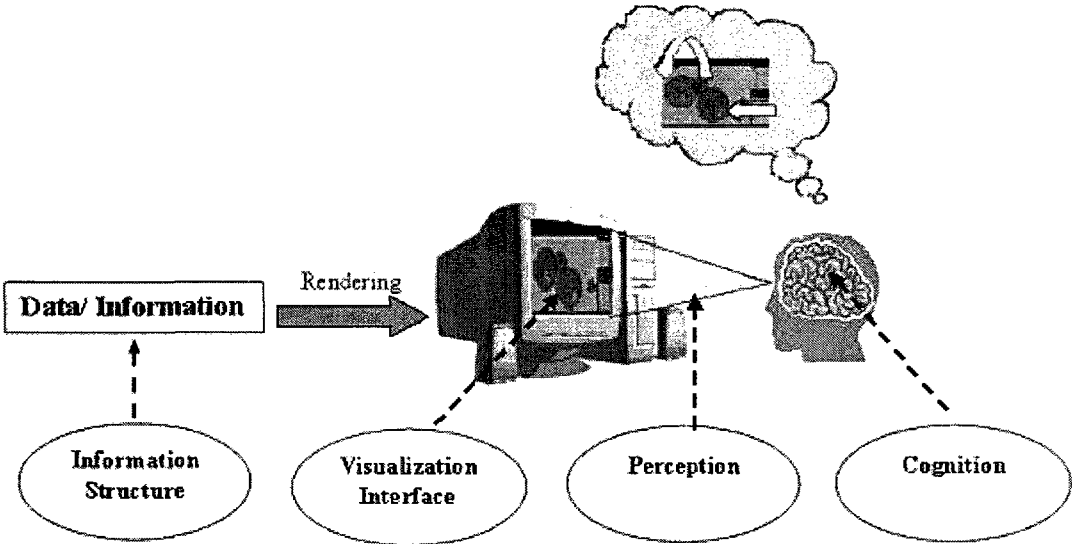 Rendering
Data/ Information
Information
Structure
Visualization
Interface
Perception
Cognition